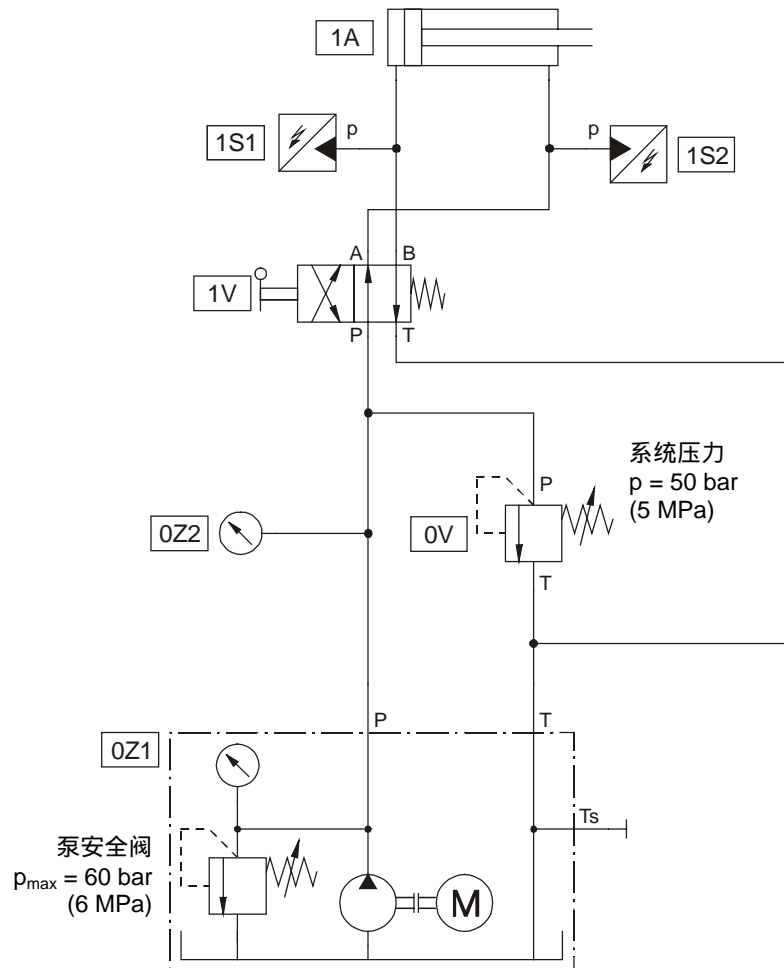 1A
1S1
p
p
1S2
A
B
1V
P
T
系统压力
p = 50 bar
(5 MPa)
P
0Z2
0V
T
P
T
0Z1
Ts
泵安全阀
pmax = 60 bar
(6 MPa)
M